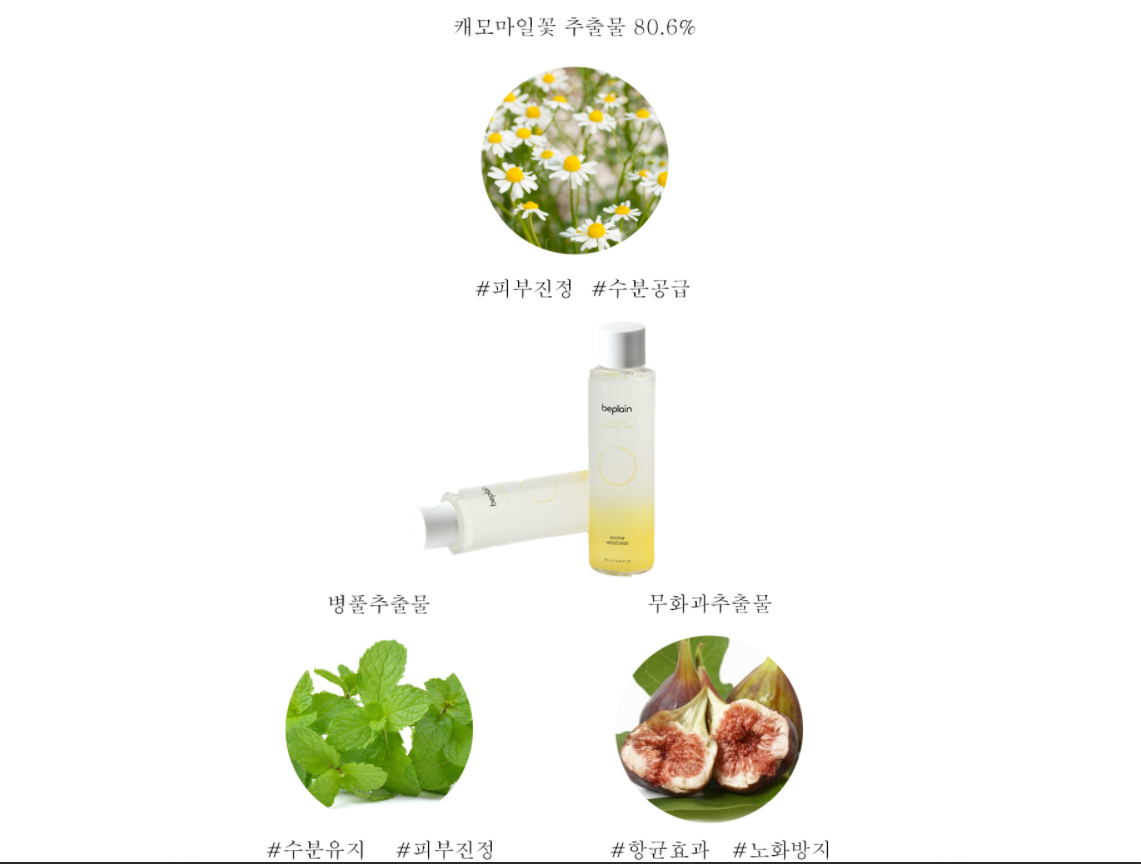 캐모마일꽃 추출물 80.6%
#피부진정 #수분공급
beplain
beplain
병풀추출물
무화과추출물
#수분유지 #피부진정
#항균효과 #노화방지